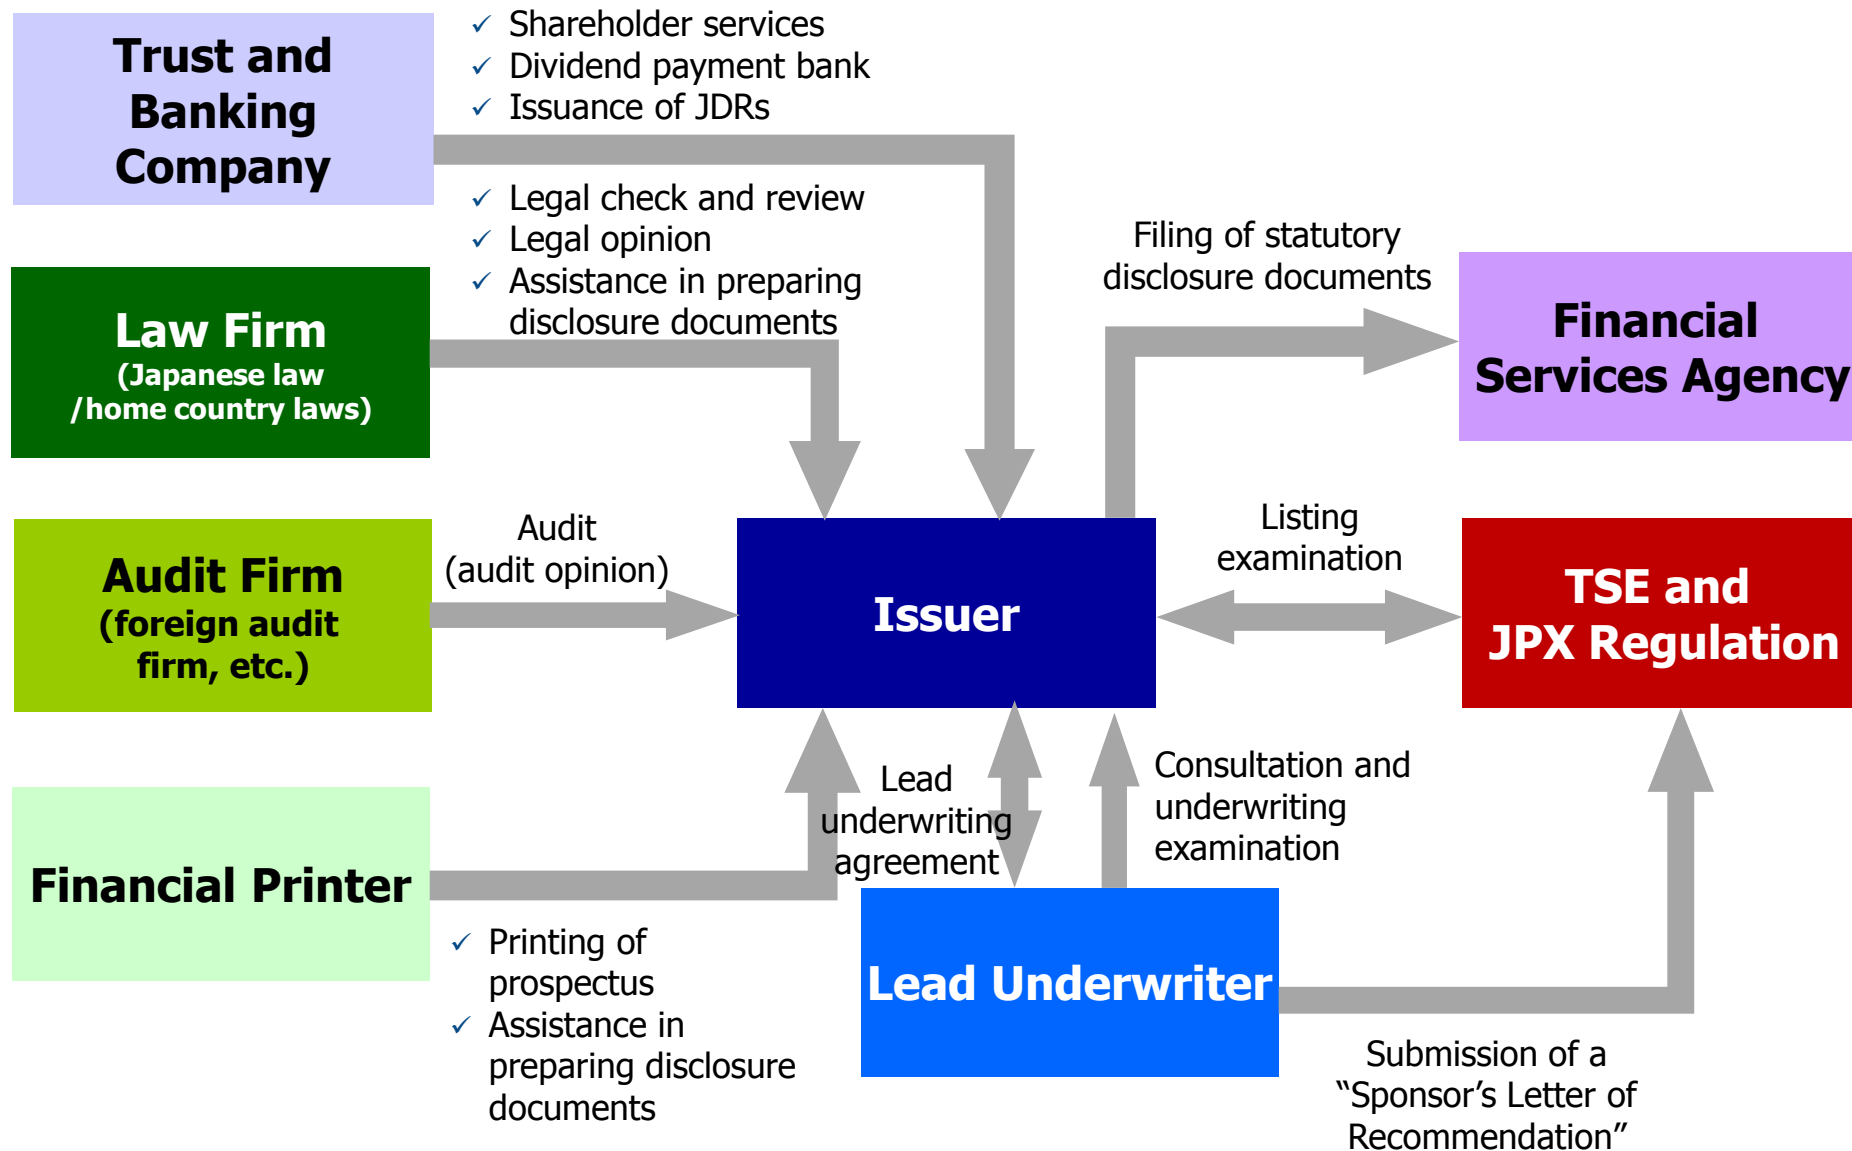 Trust and
Banking
Company
✓ Shareholder services
✓ Dividend payment bank
✓ Issuance of JDRs
Law Firm
(Japanese law
/home country laws)
✓ Legal check and review
✓ Legal opinion
✓ Assistance in preparing
disclosure documents
Filing of statutory
disclosure documents
Financial
Services Agency
Audit Firm
(foreign audit
firm, etc.)
Audit
(audit opinion)
Issuer
Listing
examination
TSE and
JPX Regulation
Financial Printer
✓ Printing of
prospectus
✓ Assistance in
preparing disclosure
documents
Lead
underwriting
agreement
Consultation and
underwriting
examination
Lead Underwriter
Submission of a
“Sponsor’s Letter of
Recommendation”